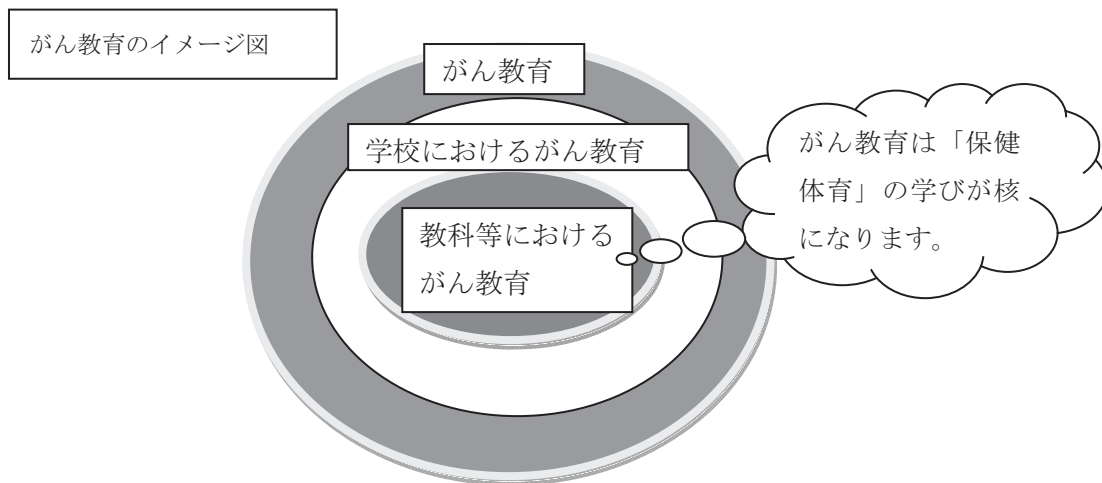 がん教育のイメージ図
がん教育
学校におけるがん教育
教科等における
がん教育
がん教育は「保健
体育」の学びが核
になります。